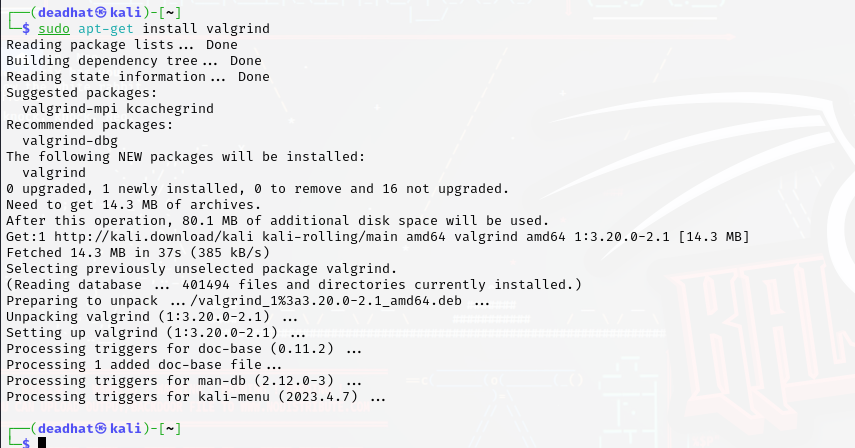 ┌──(deadhat㉿kali)-[~]
└─$ sudo apt-get install valgrind
Reading package lists... Done
Building dependency tree... Done
Reading state information... Done
Suggested packages:
  valgrind-mpi kcachegrind
Recommended packages:
  valgrind-dbg
The following NEW packages will be installed:
  valgrind
0 upgraded, 1 newly installed, 0 to remove and 16 not upgraded.
Need to get 14.3 MB of archives.
After this operation, 80.1 MB of additional disk space will be used.
Get:1 http://kali.download/kali kali-rolling/main amd64 valgrind amd64 1:3.20.0-2.1 [14.3 MB]
Fetched 14.3 MB in 37s (385 kB/s)
Selecting previously unselected package valgrind.
(Reading database ... 401494 files and directories currently installed.)
Preparing to unpack .../valgrind_1%3a3.20.0-2.1_amd64.deb ...
Unpacking valgrind (1:3.20.0-2.1) ...
Setting up valgrind (1:3.20.0-2.1) ...
Processing triggers for doc-base (0.11.2) ...
Processing 1 added doc-base file...
Processing triggers for man-db (2.12.0-3) ...
Processing triggers for kali-menu (2023.4.7) ...
┌──(deadhat㉿kali)-[~]
└─$